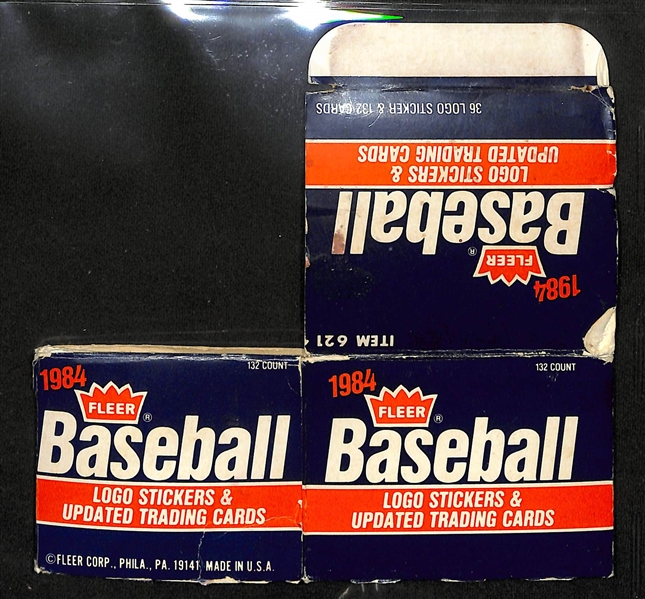 36 LOGO STICKER & 132 CARDS
LOGO STICKERS &
UPDATED TRADING CARDS
Baseball
1984 FLEER ®
ITEM 621
1984
132 COUNT
FLEER ®
Baseball
LOGO STICKERS &
UPDATED TRADING CARDS
© FLEER CORP., PHILA., PA. 19141 MADE IN U.S.A.
1984
132 COUNT
FLEER ®
Baseball
LOGO STICKERS &
UPDATED TRADING CARDS